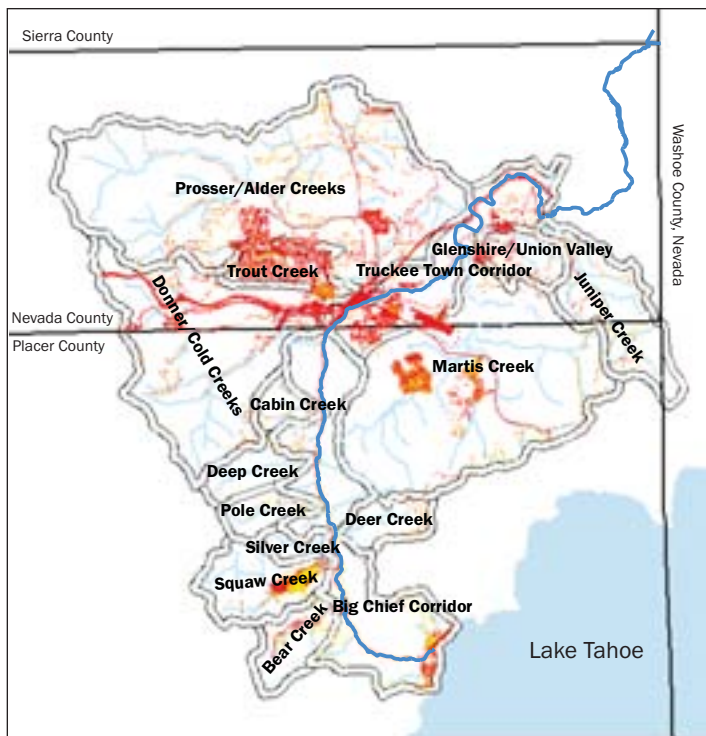 Sierra County
Washoe County, Nevada
Prosser/Alder Creeks
Glenshire/Union Valley
Trout Creek
Truckee Town Corridor
Juniper Creek
Donner/Cold Creeks
Nevada County
Placer County
Martis Creek
Cabin Creek
Deep Creek
Pole Creek
Deer Creek
Silver Creek
Squaw Creek
Big Chief Corridor
Bear Creek
Lake Tahoe